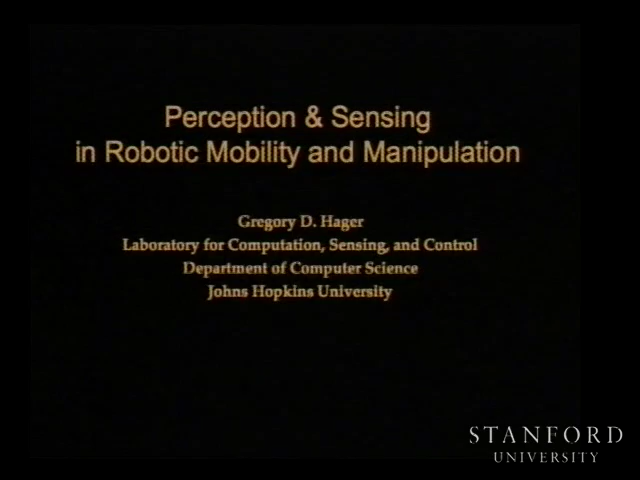 Perception & Sensing
in Robotic Mobility and Manipulation
Gregory D. Hager
Laboratory for Computation, Sensing, and Control
Department of Computer Science
Johns Hopkins University
STANFORD
UNIVERSITY